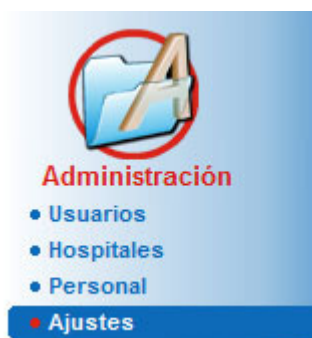 A
Administración
Usuarios
Hospitales
Personal
Ajustes